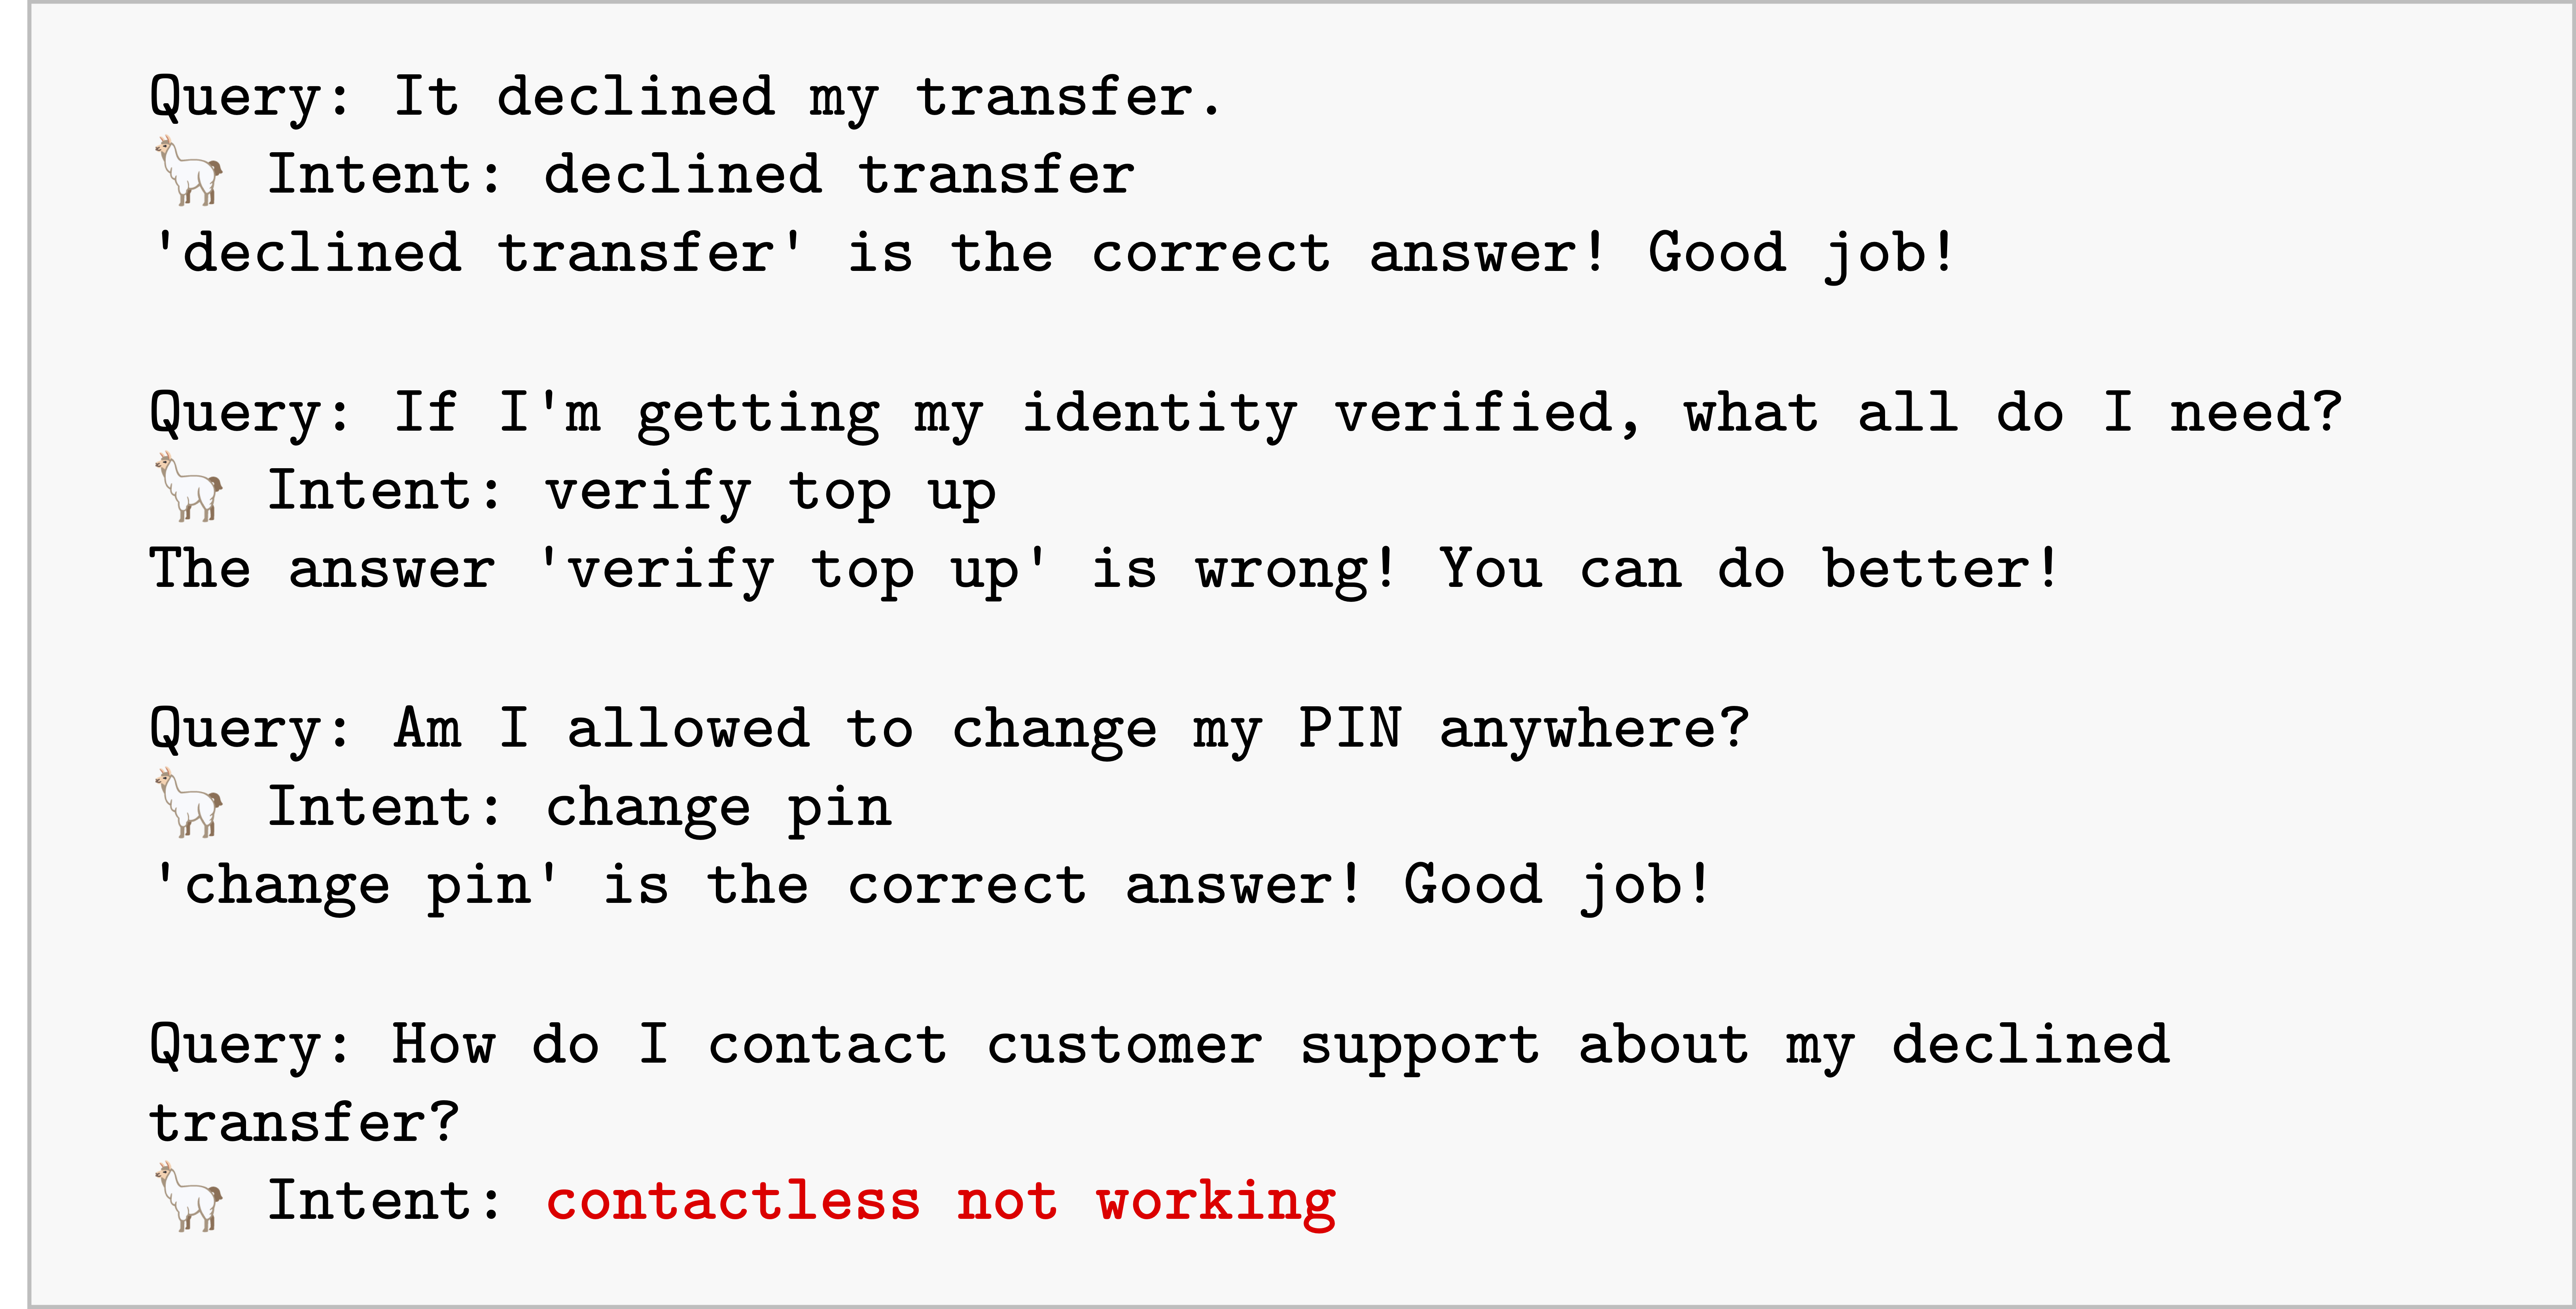 Query: It declined my transfer.
Intent: declined transfer
'declined transfer' is the correct answer! Good job!
Query: If I'm getting my identity verified, what all do I need?
Intent: verify top up
The answer 'verify top up' is wrong! You can do better!
Query: Am I allowed to change my PIN anywhere?
Intent: change pin
'change pin' is the correct answer! Good job!
Query: How do I contact customer support about my declined
transfer?
Intent: contactless not working